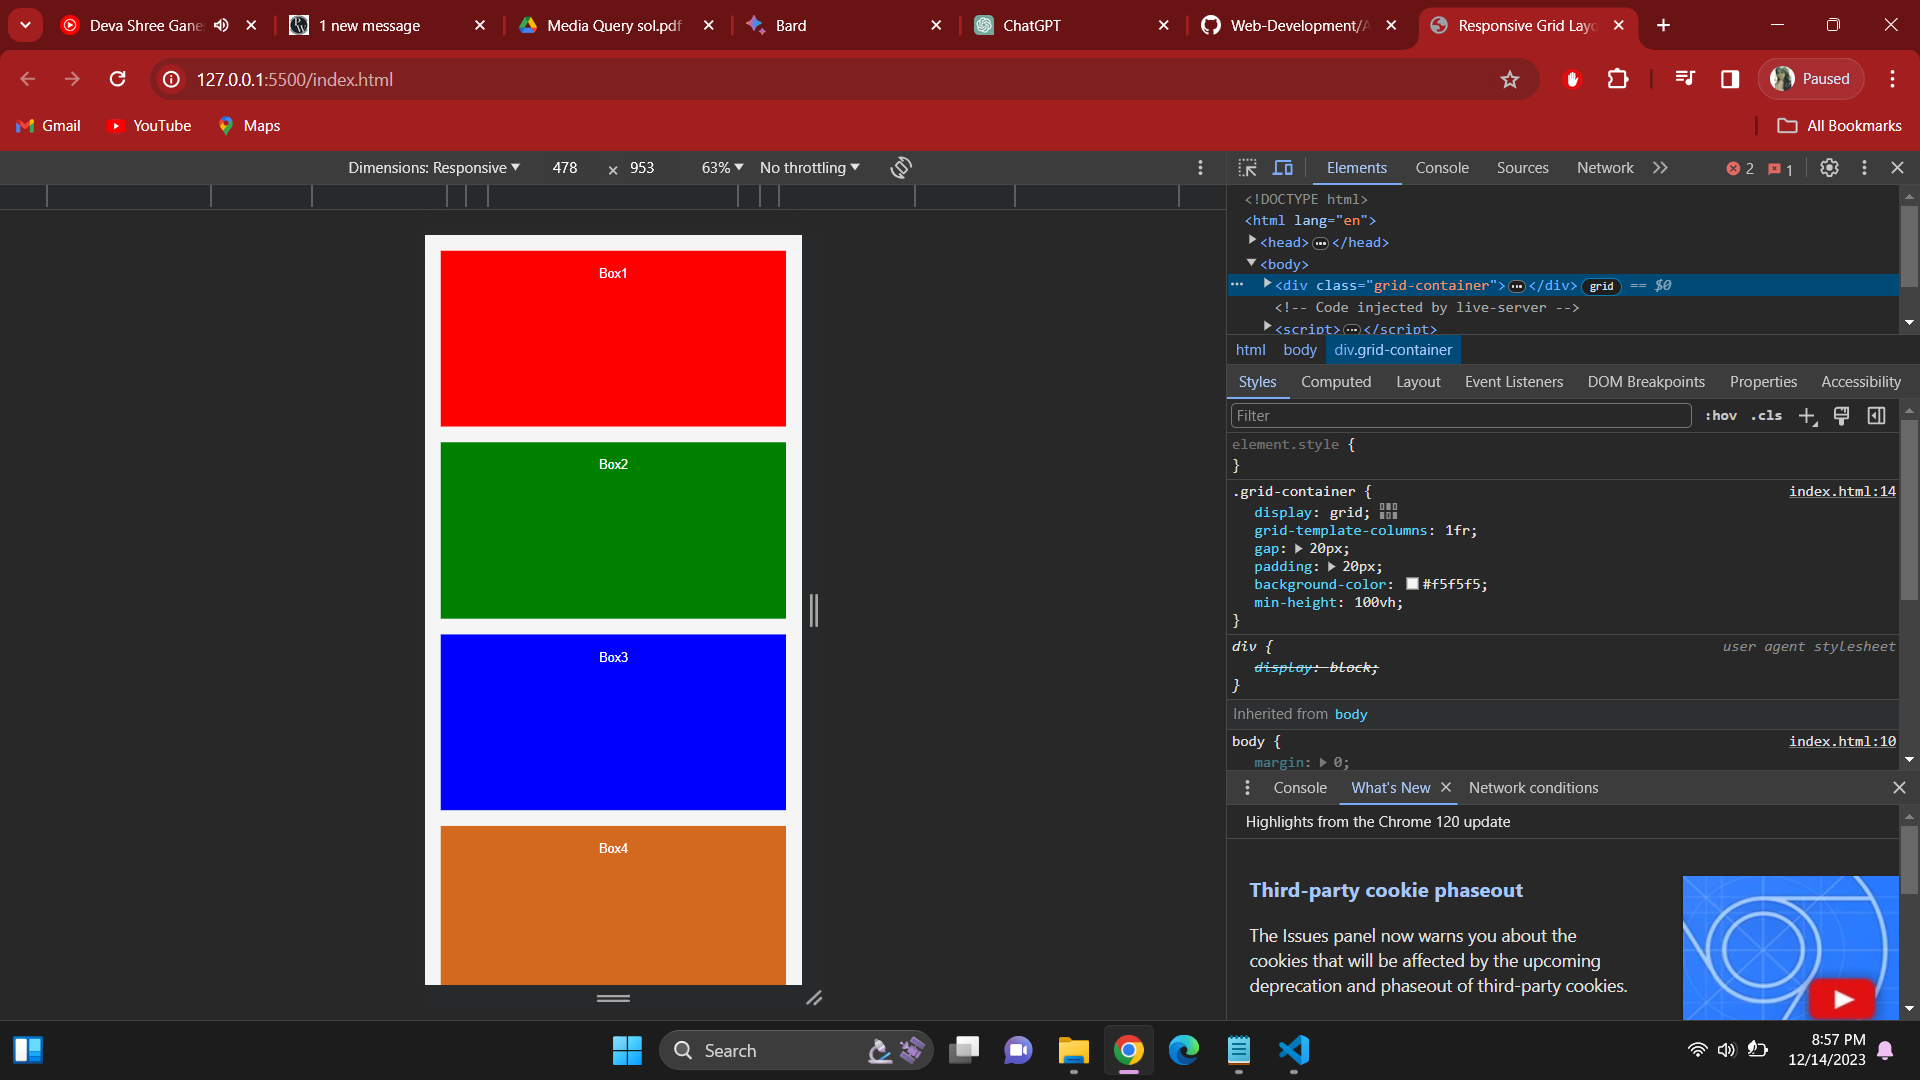 Deva Shree Gane
1 new message
Media Query sol.pdf
Bard
ChatGPT
Web-Development/A
Responsive Grid Layo
127.0.0.1:5500/index.html
Paused
Gmail
YouTube
Maps
All Bookmarks
Dimensions: Responsive
478
x
953
63%
No throttling
Elements
Console
Sources
Network
2
1
<!DOCTYPE html>
<html lang="en">
<head>
</head>
<body>
<div class="grid-container">
</div>
grid
== $0
<!-- Code injected by live-server -->
<script>
</script>
html
body
div.grid-container
Styles
Computed
Layout
Event Listeners
DOM Breakpoints
Properties
Accessibility
Filter
:hov
.cls
element.style {
}
.grid-container {
index.html:14
display: grid;
grid-template-columns: 1fr;
gap: 20px;
padding: 20px;
background-color: #f5f5f5;
min-height: 100vh;
}
div {
user agent stylesheet
display: block;
}
Inherited from body
body {
index.html:10
margin: 0;
Console
What's New
Network conditions
Highlights from the Chrome 120 update
Third-party cookie phaseout
The Issues panel now warns you about the
cookies that will be affected by the upcoming
deprecation and phaseout of third-party cookies.
Box1
Box2
Box3
Box4
Search
8:57 PM
12/14/2023